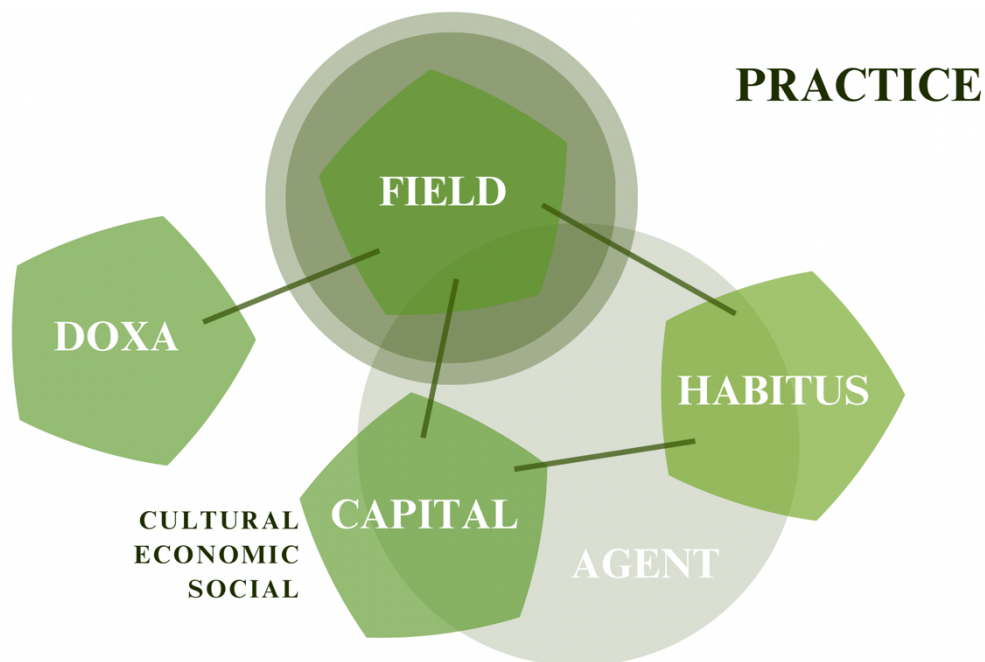 PRACTICE
FIELD
DOXA
HABITUS
CAPITAL
CULTURAL
ECONOMIC
SOCIAL
AGENT